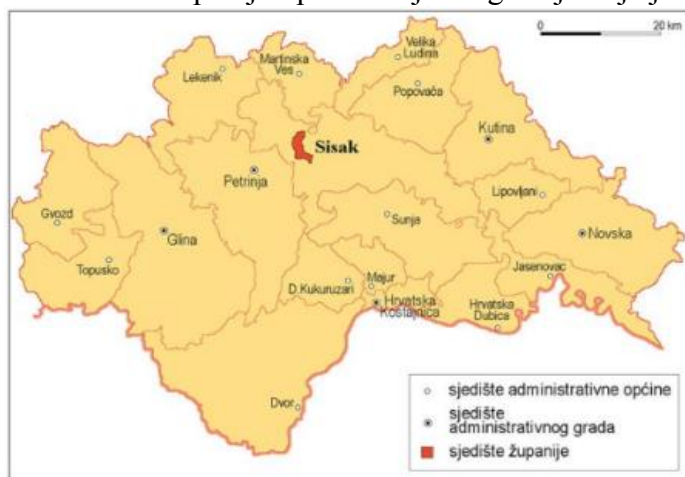 0 20 km
Velika
Ludina
Martinska
Ves
Lekenik
Popovača
Kutina
Sisak
Petrinja
Lipovljani
Gvozd
Glina
Sunja
Novska
Topusko
Jasenovac
D.Kukuruzari
Majur
Hrvatska
Kostajnica
Hrvatska
Dubica
Dvor
sjedište administrativne općine
sjedište
administrativnog grada
sjedište županije